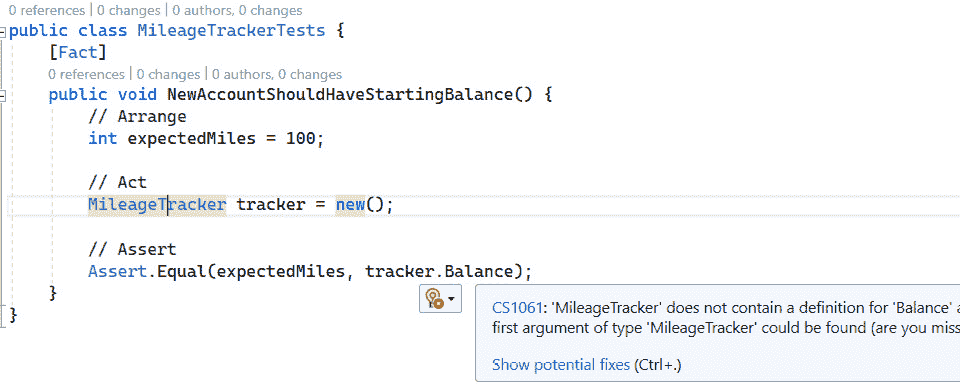 0 references | 0 changes | 0 authors, 0 changes
public class MileageTrackerTests {
[Fact]
0 references | 0 changes | 0 authors, 0 changes
public void NewAccountShouldHaveStartingBalance() {
// Arrange
int expectedMiles = 100;
// Act
MileageTracker tracker = new();
// Assert
Assert.Equal(expectedMiles, tracker.Balance);
}
CS1061: 'MileageTracker' does not contain a definition for 'Balance' a
first argument of type 'MileageTracker' could be found (are you miss
}
Show potential fixes (Ctrl+.)